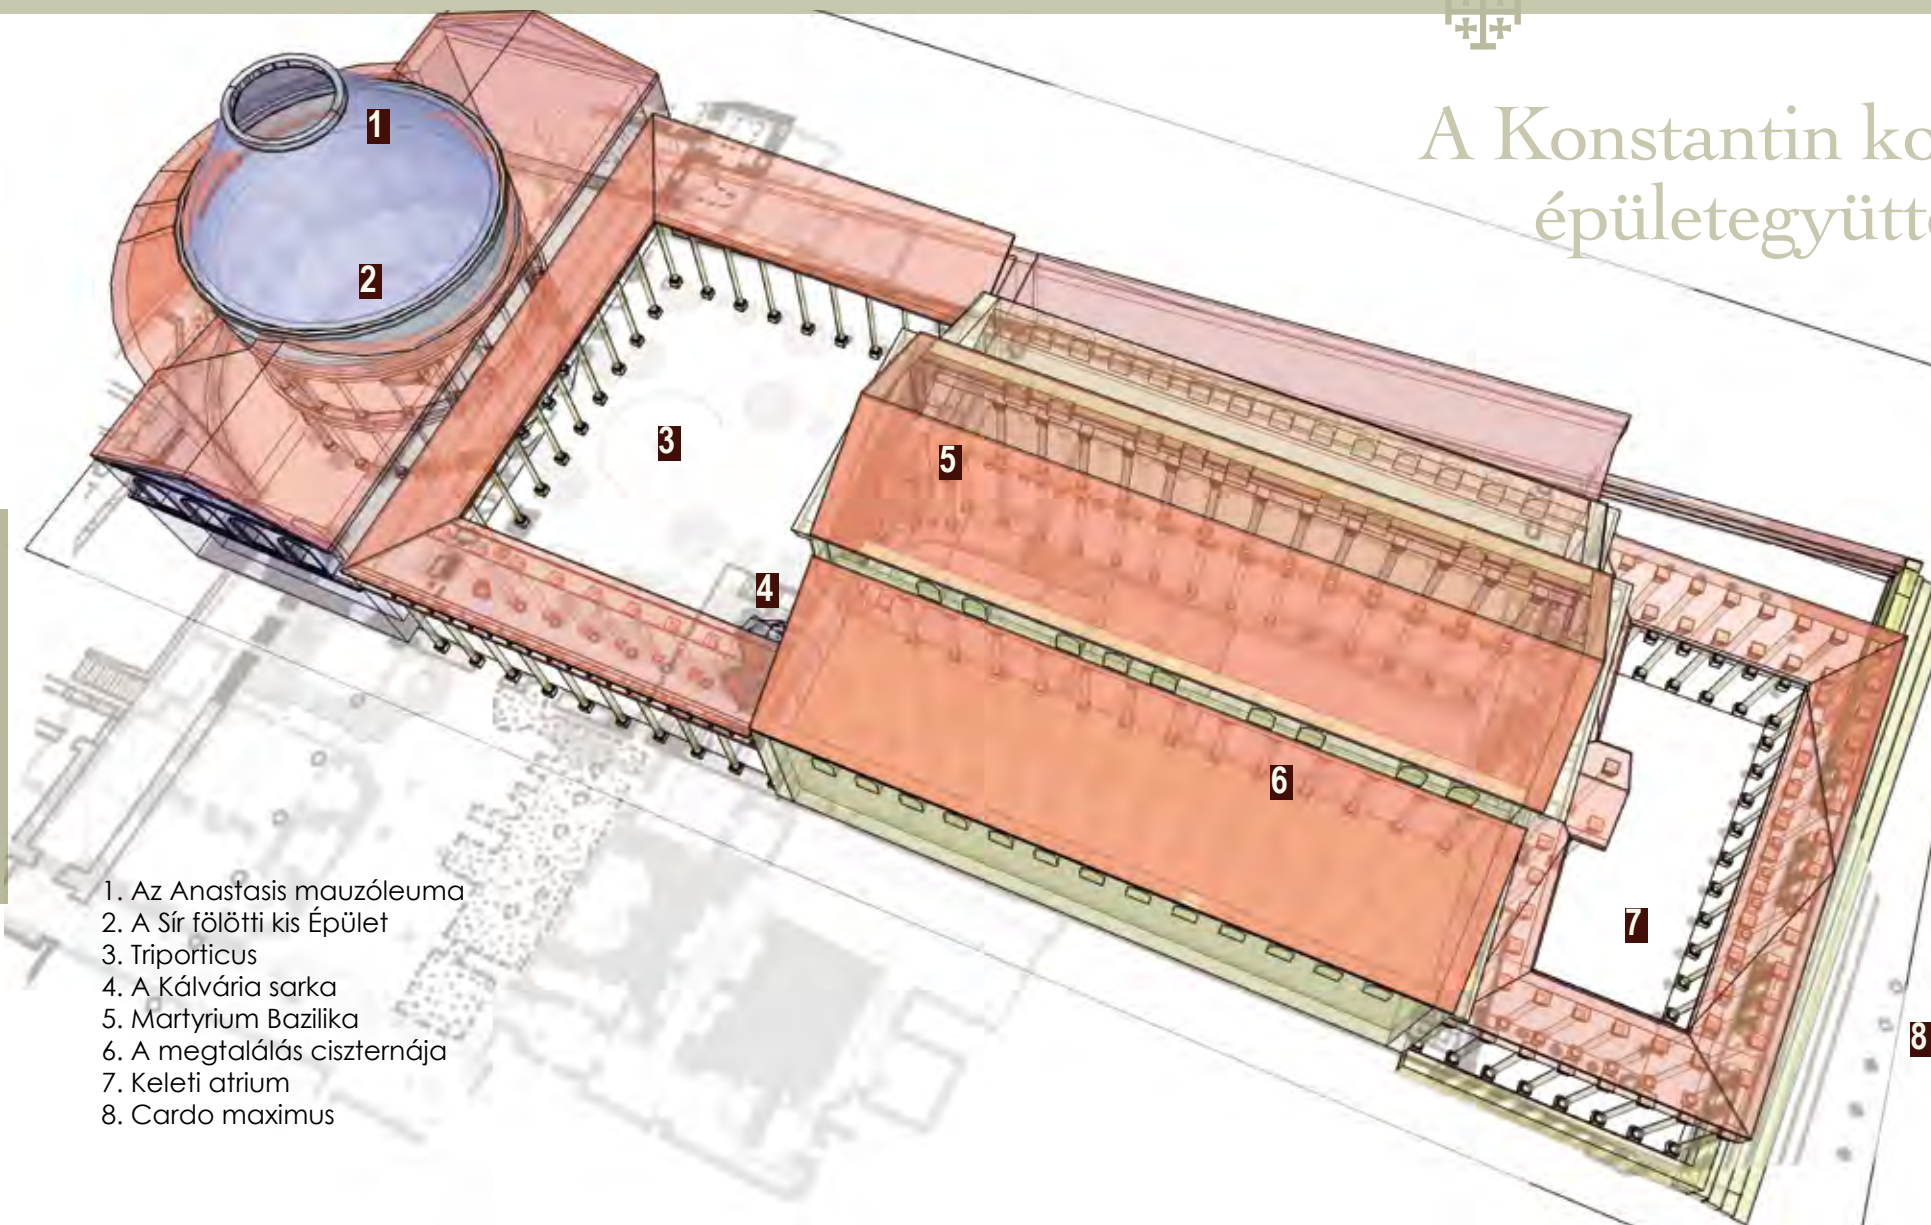 A Konstantin
épületegyütt
1
2
3
4
5
6
7
8
1. Az Anastasis mauzóleuma
2. A Sír fölötti kis Épület
3. Triporticus
4. A Kálvária sarka
5. Martyrium Bazilika
6. A megtalálás ciszternája
7. Keleti atrium
8. Cardo maximus